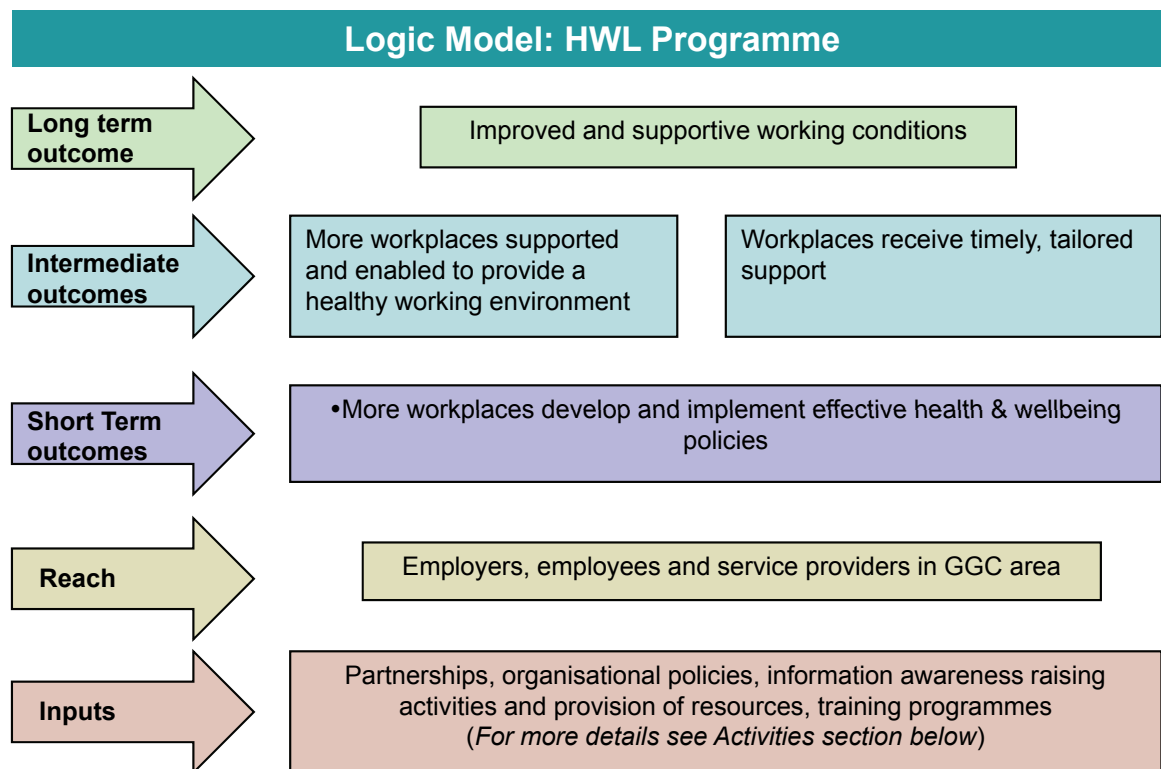 Logic Model: HWL Programme
Long term
outcome
Improved and supportive working conditions
Intermediate
outcomes
More workplaces supported
and enabled to provide a
healthy working environment
Workplaces receive timely, tailored
support
Short Term
outcomes
•More workplaces develop and implement effective health & wellbeing
policies
Reach
Employers, employees and service providers in GGC area
Inputs
Partnerships, organisational policies, information awareness raising
activities and provision of resources, training programmes
(For more details see Activities section below)